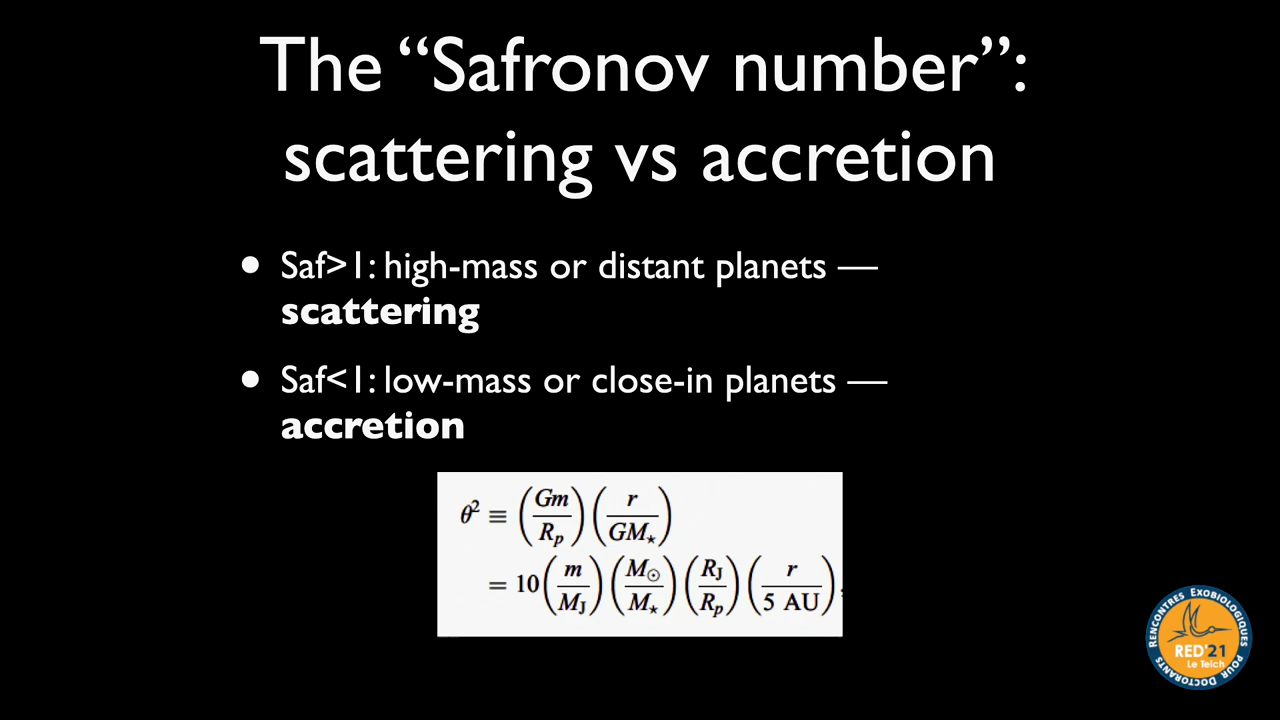 The “Safronov number”:
scattering vs accretion
• Saf>1: high-mass or distant planets —
scattering
• Saf<1: low-mass or close-in planets —
accretion
θ² ≡ (Gm/R_p) (r/GM⋆)
= 10 (m/M_J) (M_⊙/M⋆) (R_J/R_p) (r/5 AU),
RENCONTRES EXOBIOLOGIQUES
POUR DOCTORANTS
RED'21
Le Teich